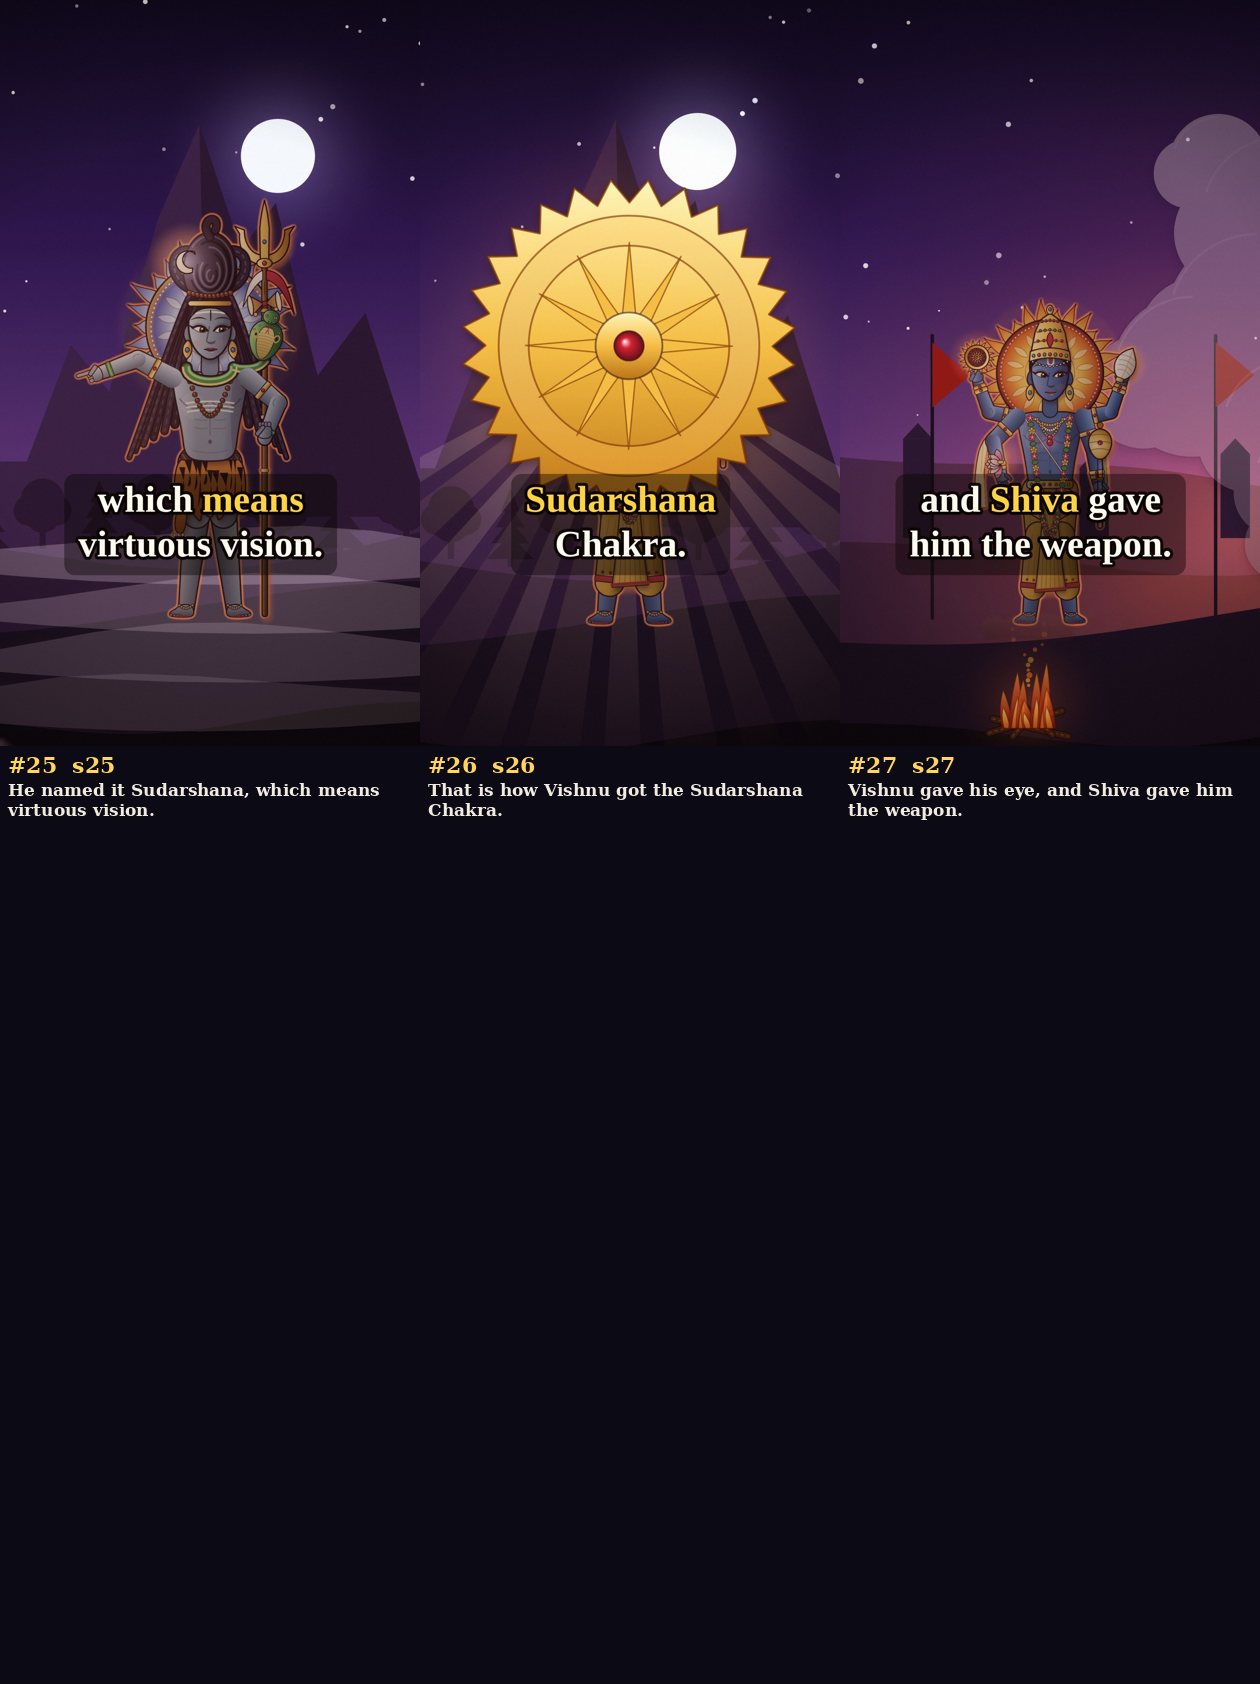 which means
virtuous vision.
#25 s25
He named it Sudarshana, which means
virtuous vision.
Sudarshana
Chakra.
#26 s26
That is how Vishnu got the Sudarshana
Chakra.
and Shiva gave
him the weapon.
#27 s27
Vishnu gave his eye, and Shiva gave him
the weapon.